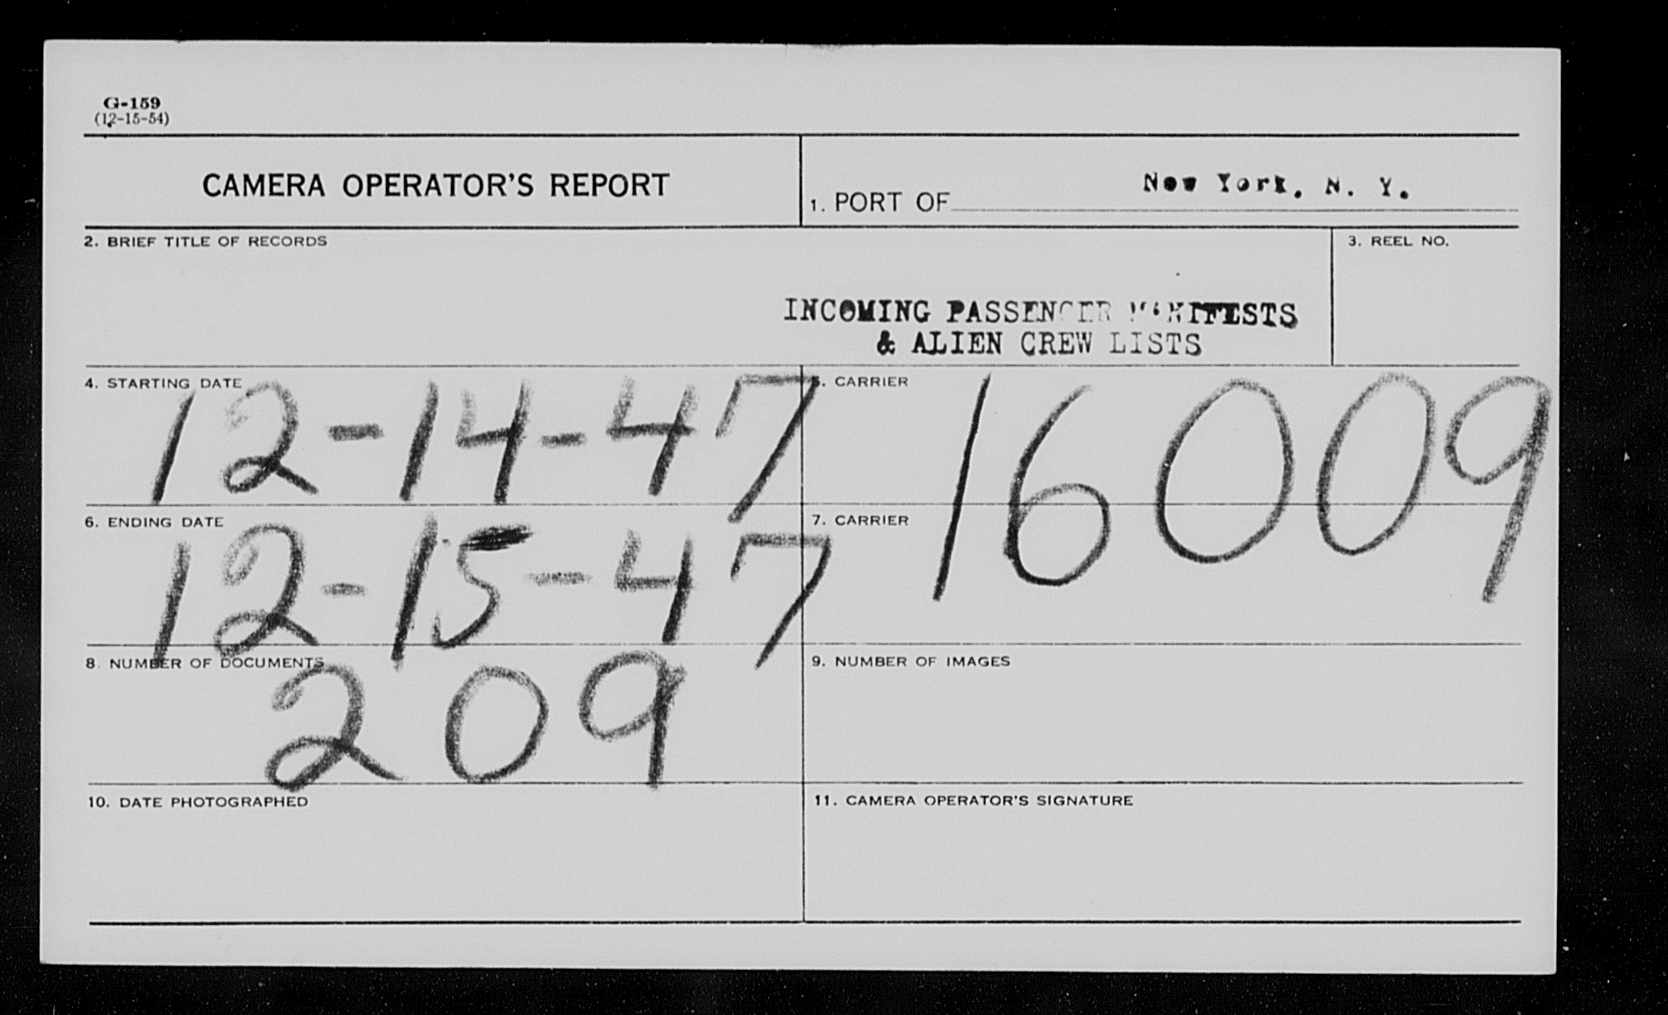 G-159
(12-15-54)
CAMERA OPERATOR'S REPORT
1. PORT OF New York, N. Y.
2. BRIEF TITLE OF RECORDS
3. REEL NO.
INCOMING PASSENGER MANIFESTS
& ALIEN CREW LISTS
4. STARTING DATE
12-14-47
5. CARRIER
16009
6. ENDING DATE
12-15-47
7. CARRIER
8. NUMBER OF DOCUMENTS
209
9. NUMBER OF IMAGES
10. DATE PHOTOGRAPHED
11. CAMERA OPERATOR'S SIGNATURE